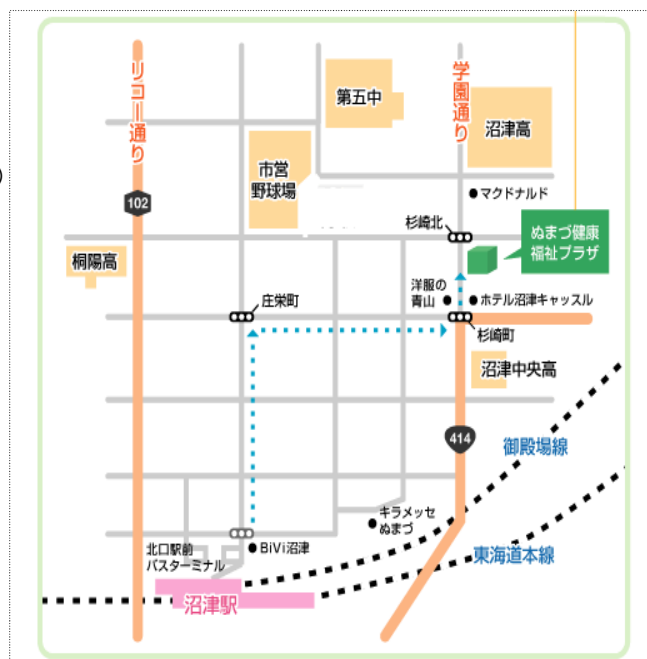 リコー通り
第五中
学園通り
沼津高
市営
野球場
マクドナルド
102
杉崎北
ぬまづ健康
福祉プラザ
桐陽高
洋服の
青山
ホテル沼津キャッスル
庄栄町
杉崎町
沼津中央高
414
御殿場線
キラメッセ
ぬまづ
北口駅前
バスターミナル
BiVi沼津
東海道本線
沼津駅